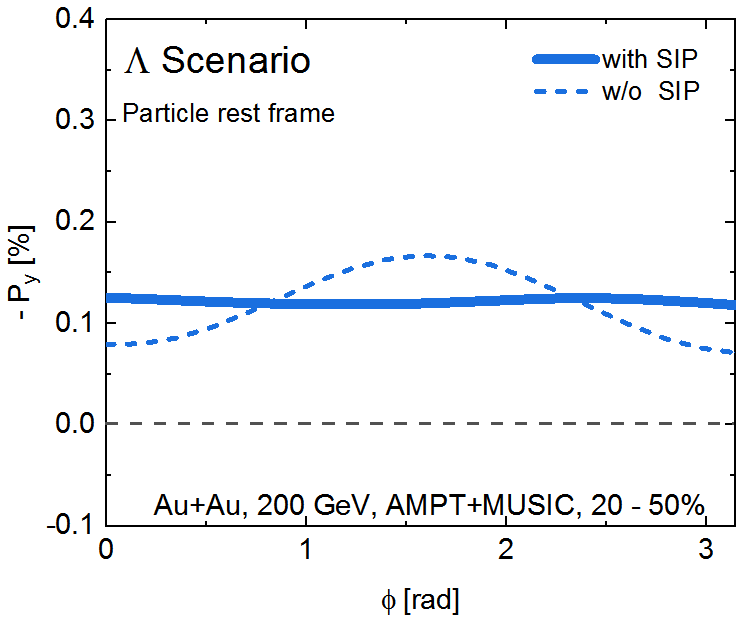 0.4
0.3
0.2
0.1
0.0
-0.1
- Py [%]
Λ Scenario
Particle rest frame
with SIP
w/o SIP
Au+Au, 200 GeV, AMPT+MUSIC, 20 - 50%
0 1 2 3
ϕ [rad]